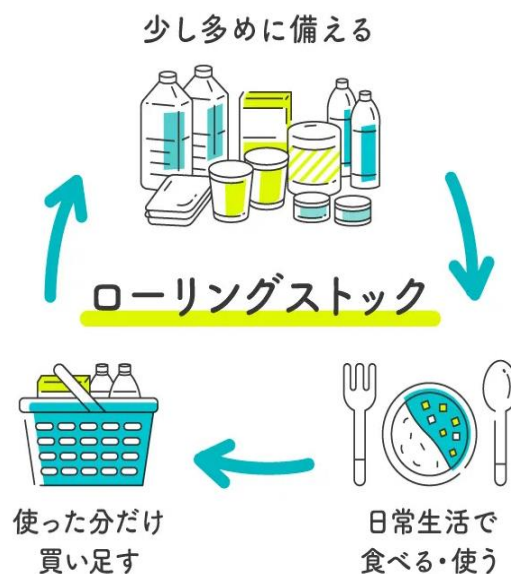 少し多めに備える
ローリングストック
使った分だけ
買い足す
日常生活で
食べる・使う